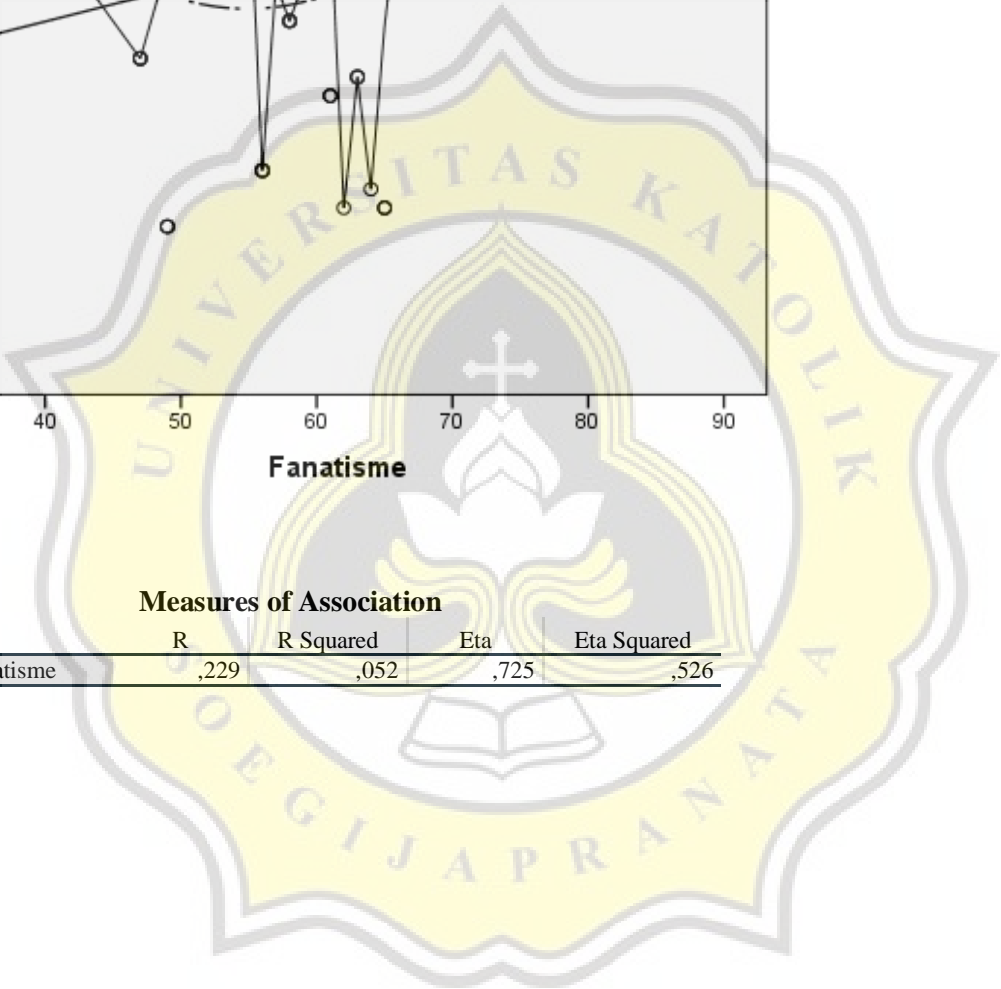 UNIVERSITAS KATOLIK
40 50 60 70 80 90
Fanatisme
Measures of Association
R R Squared Eta Eta Squared
atisme ,229 ,052 ,725 ,526
SOEGIJAPRANATA